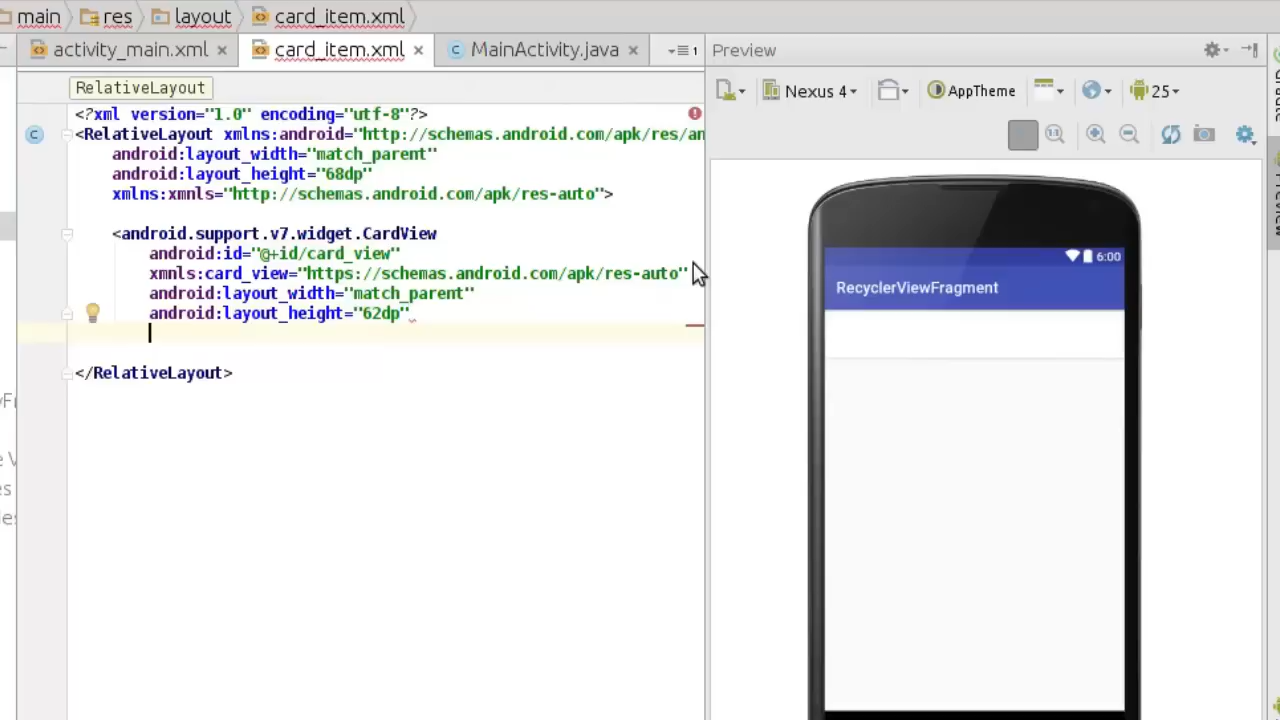 main res layout card_item.xml
activity_main.xml card_item.xml MainActivity.java 1 Preview
RelativeLayout Nexus 4 AppTheme 25
<?xml version="1.0" encoding="utf-8"?>
<RelativeLayout xmlns:android="http://schemas.android.com/apk/res/an
android:layout_width="match_parent"
android:layout_height="68dp"
xmlns:xmlns="http://schemas.android.com/apk/res-auto">
<android.support.v7.widget.CardView
android:id="@+id/card_view"
xmnls:card_view="https://schemas.android.com/apk/res-auto"
android:layout_width="match_parent"
android:layout_height="62dp"
</RelativeLayout>
6:00
RecyclerViewFragment